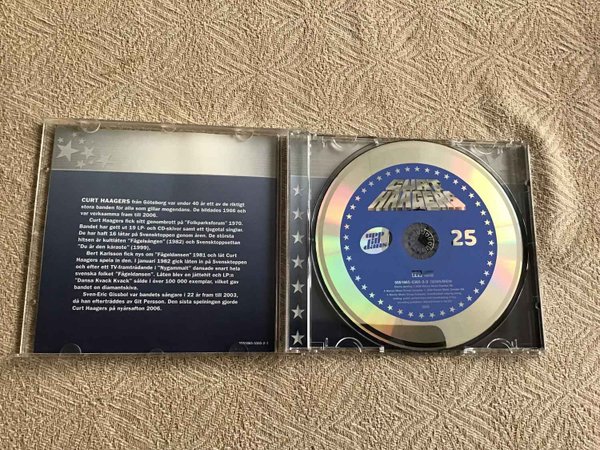 CURT HAAGERS från Göteborg var under 40 år ett av de riktigt
stora banden för alla som gillar mogendans. De bildades 1966 och
var verksamma fram till 2006.
Curt Haagers fick sitt genombrott på "Folkparksforum" 1970.
Bandet har gett ut 19 LP- och CD-skivor samt ett tjugotal singlar.
Du har haft 16 låtar på Svensktoppen genom åren. De största
hitsen är kultlåten "Fågelsången" (1982) och Svensktoppsettan
"Du är den käraste" (1999).
Bert Karlsson fick nys om "Fågeldansen" 1981 och lät Curt
Haagers spela in den. I januari 1982 gick låten in på Svensktoppen
och efter ett TV-framträdande i "Nygammalt" dansade snart hela
svenska folket "Fågeldansen". Låten blev en jättehit och LP:n
"Dansa Kvack Kvack" sålde i över 100 000 exemplar, vilket gav
bandet en diamantskiva.
Sven-Eric Gissbol var bandets sångare i 22 år fram till 2003,
då han efterträddes av Git Persson. Den sista spelningen gjorde
Curt Haagers på nyårsafton 2006.
CURT
HAAGERS
upp
till
dans
25